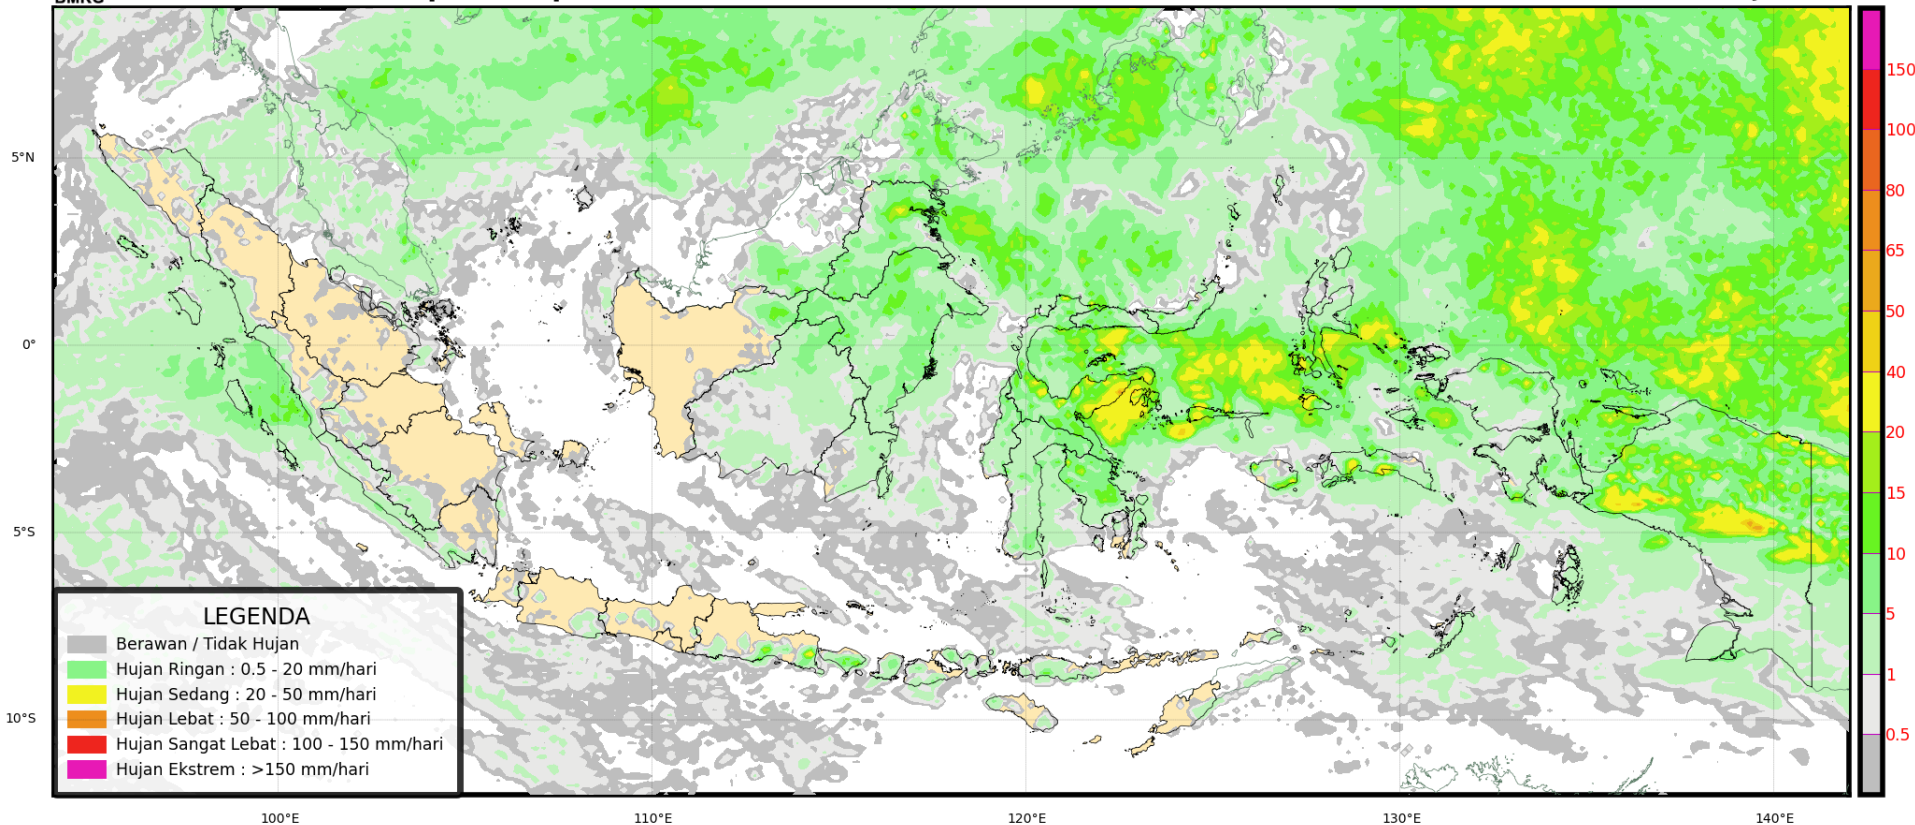 BMKG
5°N
0°
5°S
10°S
100°E
110°E
120°E
130°E
140°E
LEGENDA
Berawan / Tidak Hujan
Hujan Ringan : 0.5 - 20 mm/hari
Hujan Sedang : 20 - 50 mm/hari
Hujan Lebat : 50 - 100 mm/hari
Hujan Sangat Lebat : 100 - 150 mm/hari
Hujan Ekstrem : >150 mm/hari
150
100
80
65
50
40
20
15
10
5
1
0.5